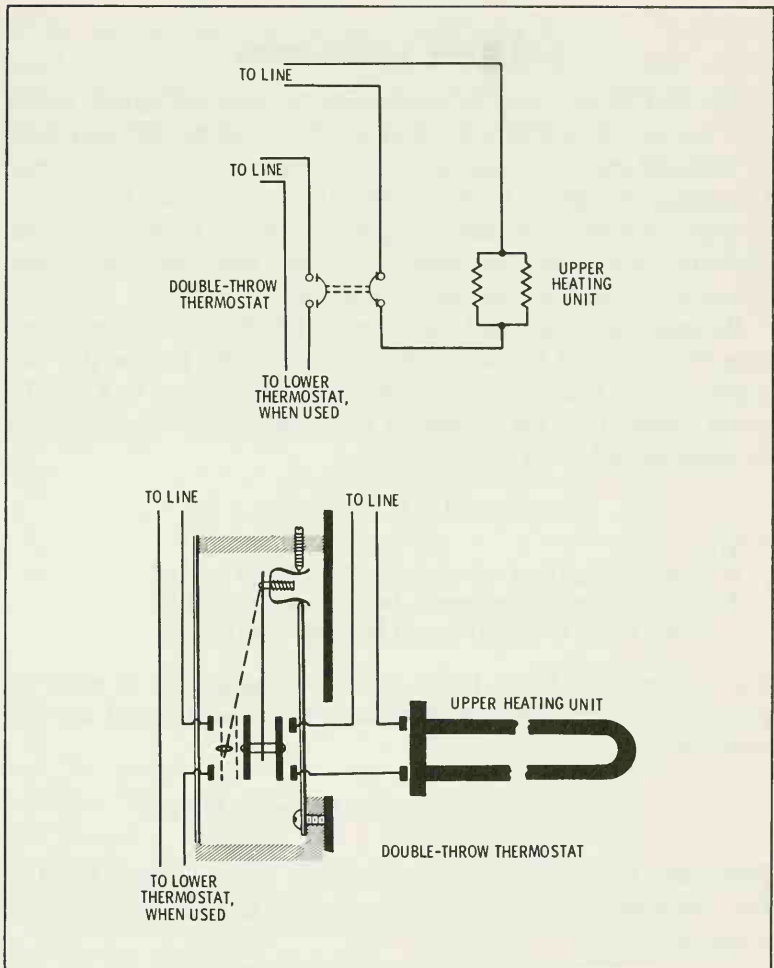 TO LINE
TO LINE
DOUBLE-THROW
THERMOSTAT
UPPER
HEATING
UNIT
TO LOWER
THERMOSTAT,
WHEN USED
TO LINE
TO LINE
UPPER HEATING UNIT
DOUBLE-THROW THERMOSTAT
TO LOWER
THERMOSTAT,
WHEN USED